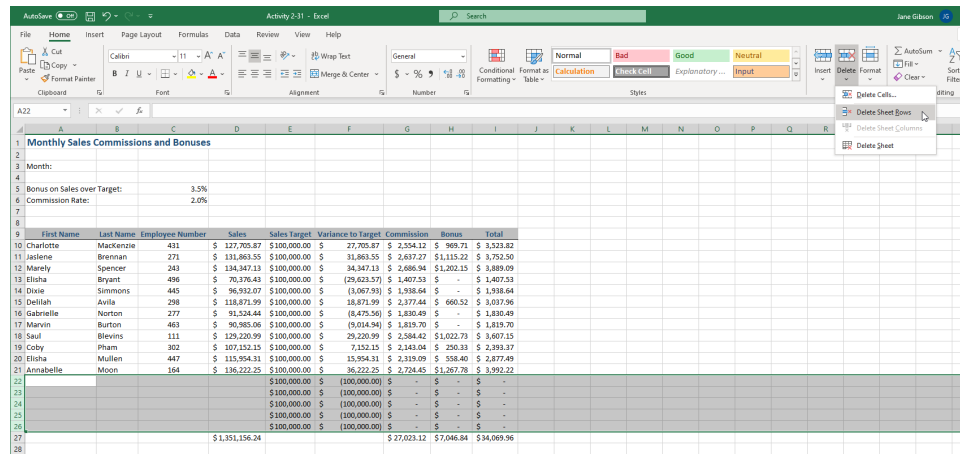 AutoSave Off Activity 2-31 - Excel Search Jane Gibson JG
File Home Insert Page Layout Formulas Data Review View Help
Paste Cut Copy Format Painter Clipboard
Calibri 11 A A B I U A Font
Wrap Text Merge & Center Alignment
General $ % 9 Number
Conditional Formatting Format as Table Normal Bad Good Neutral
Calculation Check Cell Explanatory ... Input Styles
Insert Delete Format
AutoSum Fill Clear Sort Filter diting
Delete Cells...
Delete Sheet Rows
Delete Sheet Columns
Delete Sheet
A22 fx
A B C D E F G H I J K L M N O P Q R
1 Monthly Sales Commissions and Bonuses
2
3 Month:
4
5 Bonus on Sales over Target: 3.5%
6 Commission Rate: 2.0%
7
8
9 First Name Last Name Employee Number Sales Sales Target Variance to Target Commission Bonus Total
10 Charlotte MacKenzie 431 $ 127,705.87 $100,000.00 $ 27,705.87 $ 2,554.12 $ 969.71 $ 3,523.82
11 Jaslene Brennan 271 $ 131,863.55 $100,000.00 $ 31,863.55 $ 2,637.27 $1,115.22 $ 3,752.50
12 Marely Spencer 243 $ 134,347.13 $100,000.00 $ 34,347.13 $ 2,686.94 $1,202.15 $ 3,889.09
13 Elisha Bryant 496 $ 70,376.43 $100,000.00 $ (29,623.57) $ 1,407.53 $ - $ 1,407.53
14 Dixie Simmons 445 $ 96,932.07 $100,000.00 $ (3,067.93) $ 1,938.64 $ - $ 1,938.64
15 Delilah Avila 298 $ 118,871.99 $100,000.00 $ 18,871.99 $ 2,377.44 $ 660.52 $ 3,037.96
16 Gabrielle Norton 277 $ 91,524.44 $100,000.00 $ (8,475.56) $ 1,830.49 $ - $ 1,830.49
17 Marvin Burton 463 $ 90,985.06 $100,000.00 $ (9,014.94) $ 1,819.70 $ - $ 1,819.70
18 Saul Blevins 111 $ 129,220.99 $100,000.00 $ 29,220.99 $ 2,584.42 $1,022.73 $ 3,607.15
19 Coby Pham 302 $ 107,152.15 $100,000.00 $ 7,152.15 $ 2,143.04 $ 250.33 $ 2,393.37
20 Elisha Mullen 447 $ 115,954.31 $100,000.00 $ 15,954.31 $ 2,319.09 $ 558.40 $ 2,877.49
21 Annabelle Moon 164 $ 136,222.25 $100,000.00 $ 36,222.25 $ 2,724.45 $1,267.78 $ 3,992.22
22 $100,000.00 $ (100,000.00) $ - $ - $ -
23 $100,000.00 $ (100,000.00) $ - $ - $ -
24 $100,000.00 $ (100,000.00) $ - $ - $ -
25 $100,000.00 $ (100,000.00) $ - $ - $ -
26 $100,000.00 $ (100,000.00) $ - $ - $ -
27 $ 1,351,156.24 $ 27,023.12 $7,046.84 $34,069.96
28